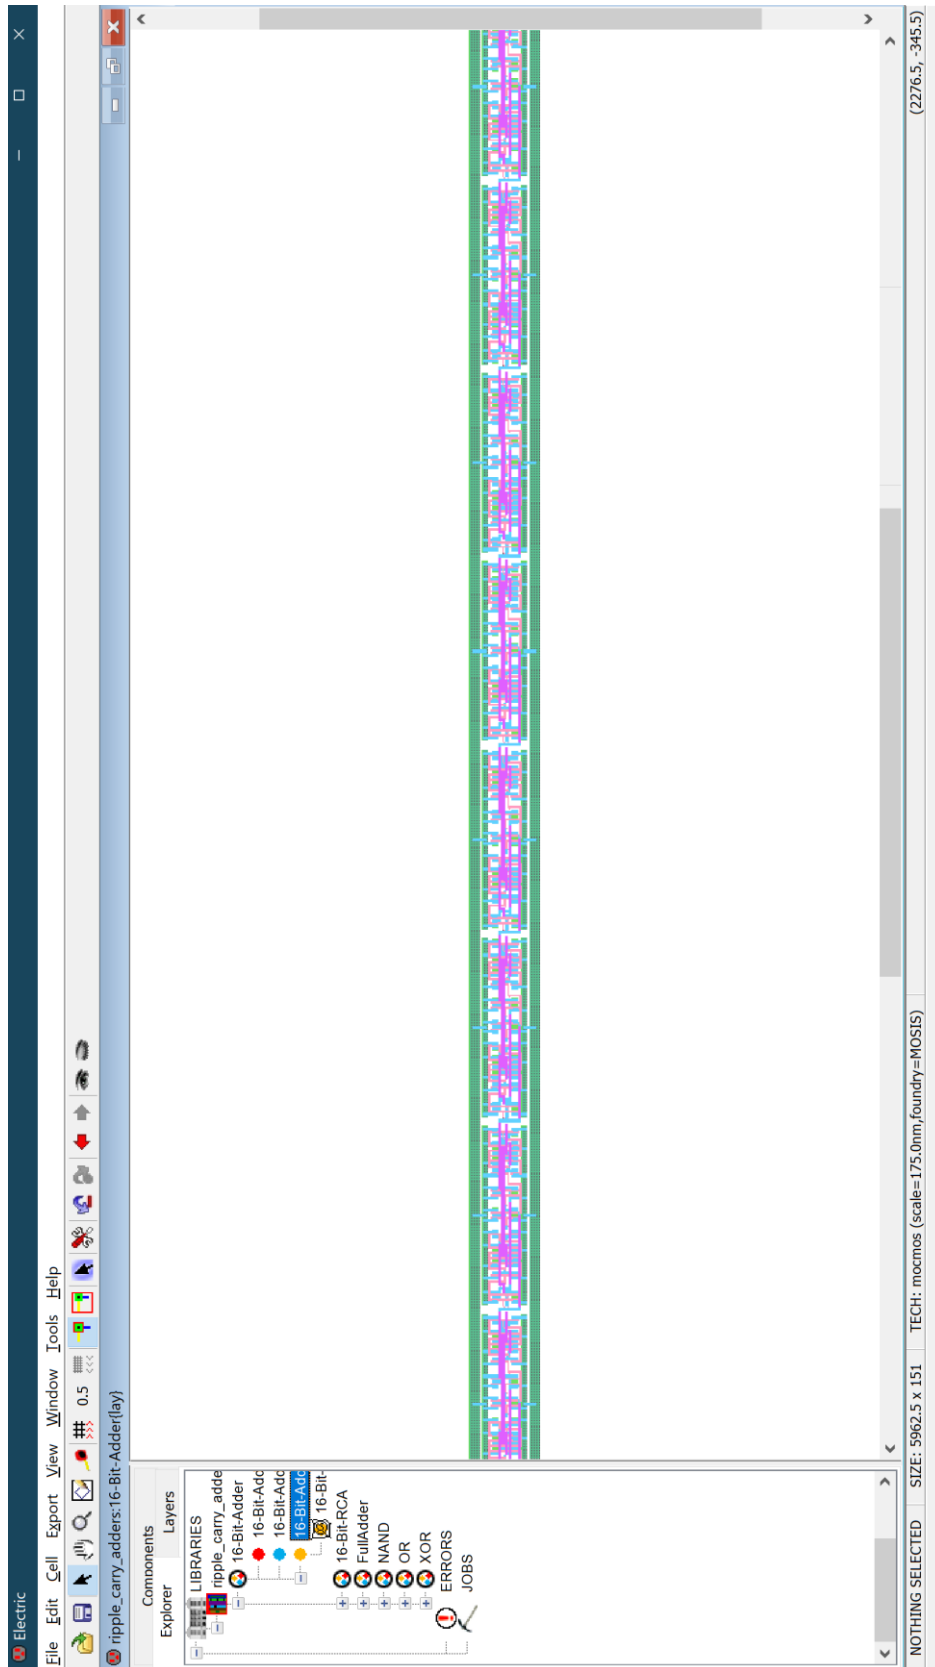 Electric
File Edit Cell Export View Window Tools Help
0.5
ripple_carry_adders:16-Bit-Adder{lay}
Components
Explorer Layers
LIBRARIES
ripple_carry_adde
16-Bit-Adder
16-Bit-Adc
16-Bit-Adc
16-Bit-Adc
16-Bit-
16-Bit-RCA
FullAdder
NAND
OR
XOR
ERRORS
JOBS
NOTHING SELECTED SIZE: 5962.5 x 151 TECH: mocmos (scale=175.0nm,foundry=MOSIS) (2276.5, -345.5)